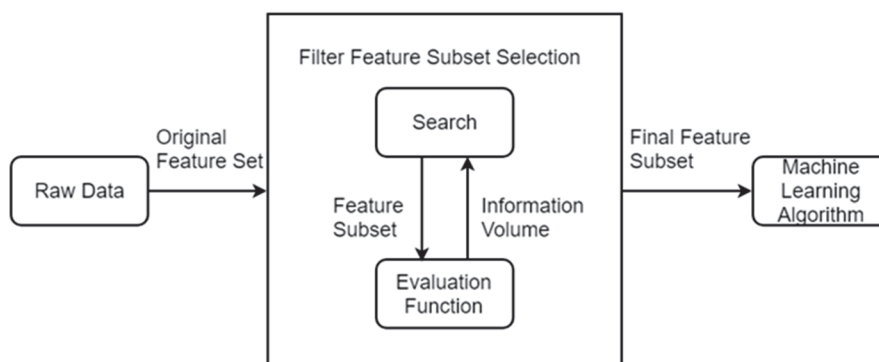 Filter Feature Subset Selection
Search
Original
Feature Set
Final Feature
Subset
Raw Data
Machine
Learning
Algorithm
Feature
Subset
Information
Volume
Evaluation
Function